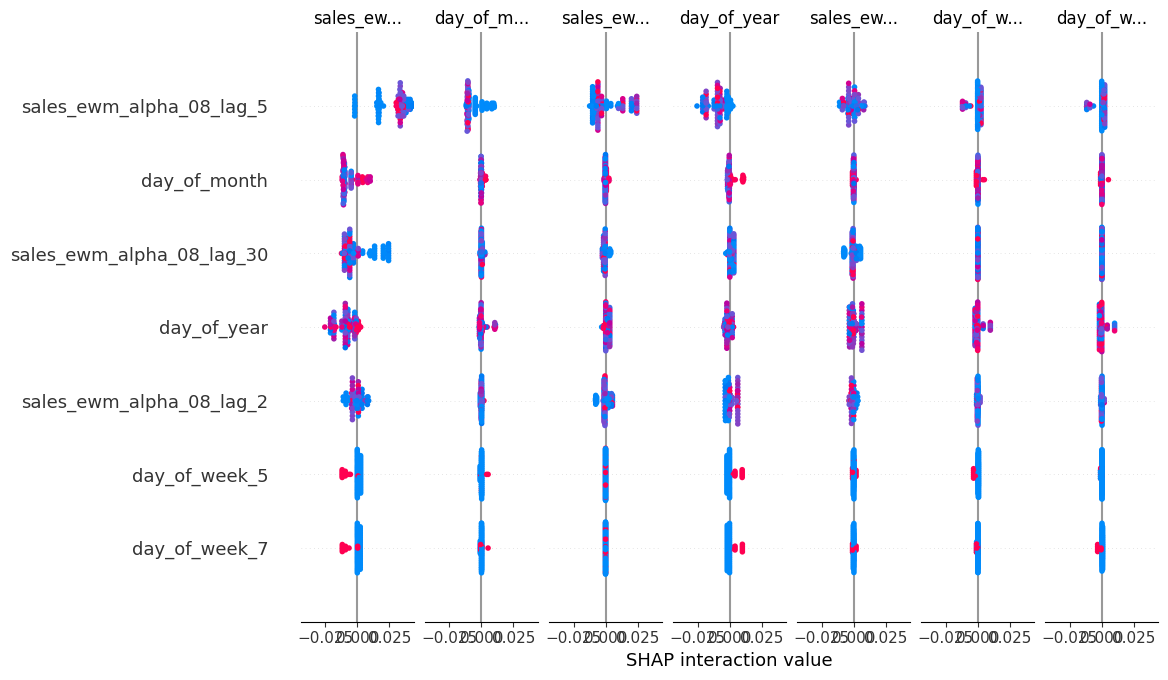 sales_ew... day_of_m... sales_ew... day_of_year sales_ew... day_of_w... day_of_w...
sales_ewm_alpha_08_lag_5
day_of_month
sales_ewm_alpha_08_lag_30
day_of_year
sales_ewm_alpha_08_lag_2
day_of_week_5
day_of_week_7
−0.025 0.000 0.025 −0.025 0.000 0.025 −0.025 0.000 0.025 −0.025 0.000 0.025 −0.025 0.000 0.025 −0.025 0.000 0.025 −0.025 0.000 0.025
SHAP interaction value